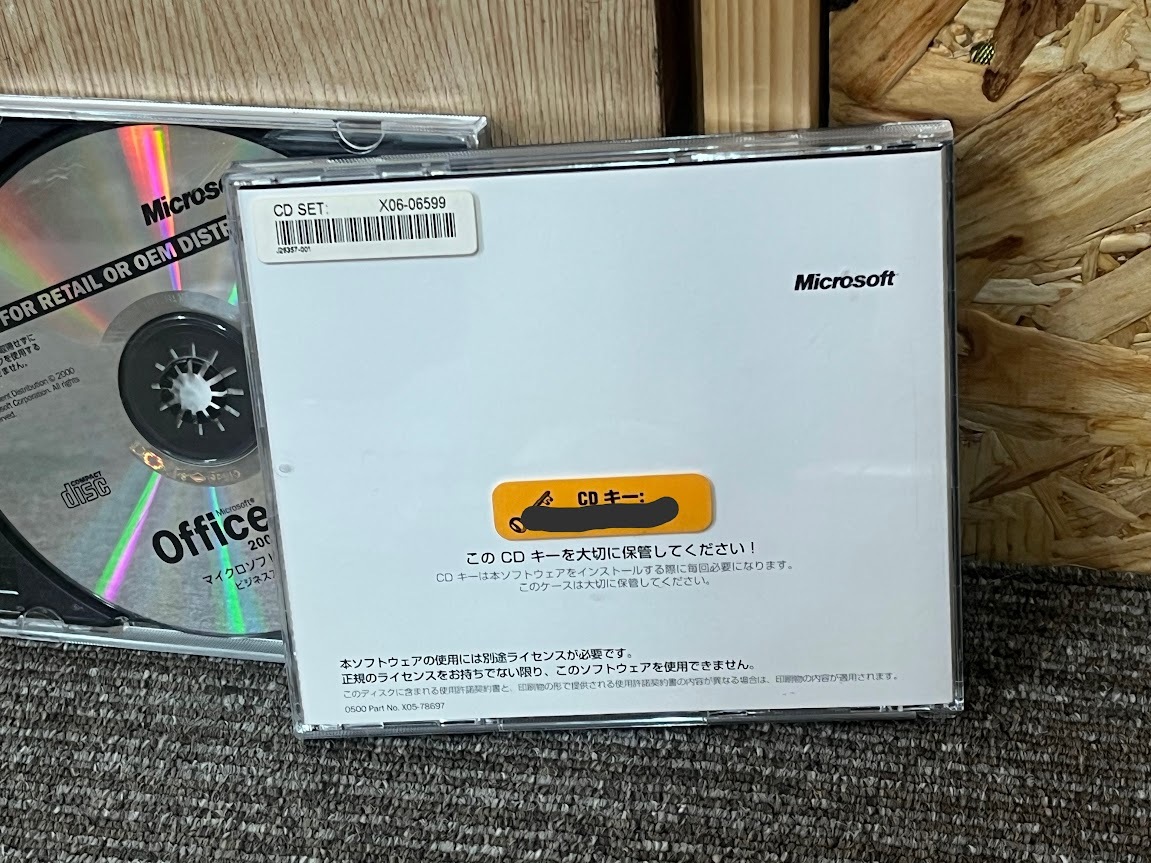 Microso
FOR RETAIL OR OEM DISTR
ent Distribution © 2000
soft Corporation. All rights
COMPACT
disc
Microsoft®
Office
200
マイクロソフ
ビジネス
CD SET: X06-06599
J26357-001
Microsoft
CD キー:
この CD キーを大切に保管してください！
CD キーは本ソフトウェアをインストールする際に毎回必要になります。
このケースは大切に保管してください。
本ソフトウェアの使用には別途ライセンスが必要です。
正規のライセンスをお持ちでない限り、このソフトウェアを使用できません。
このディスクに含まれる使用許諾契約書と、印刷物の形で提供される使用許諾契約書の内容が異なる場合は、印刷物の内容が適用されます。
0500 Part No. X05-78697